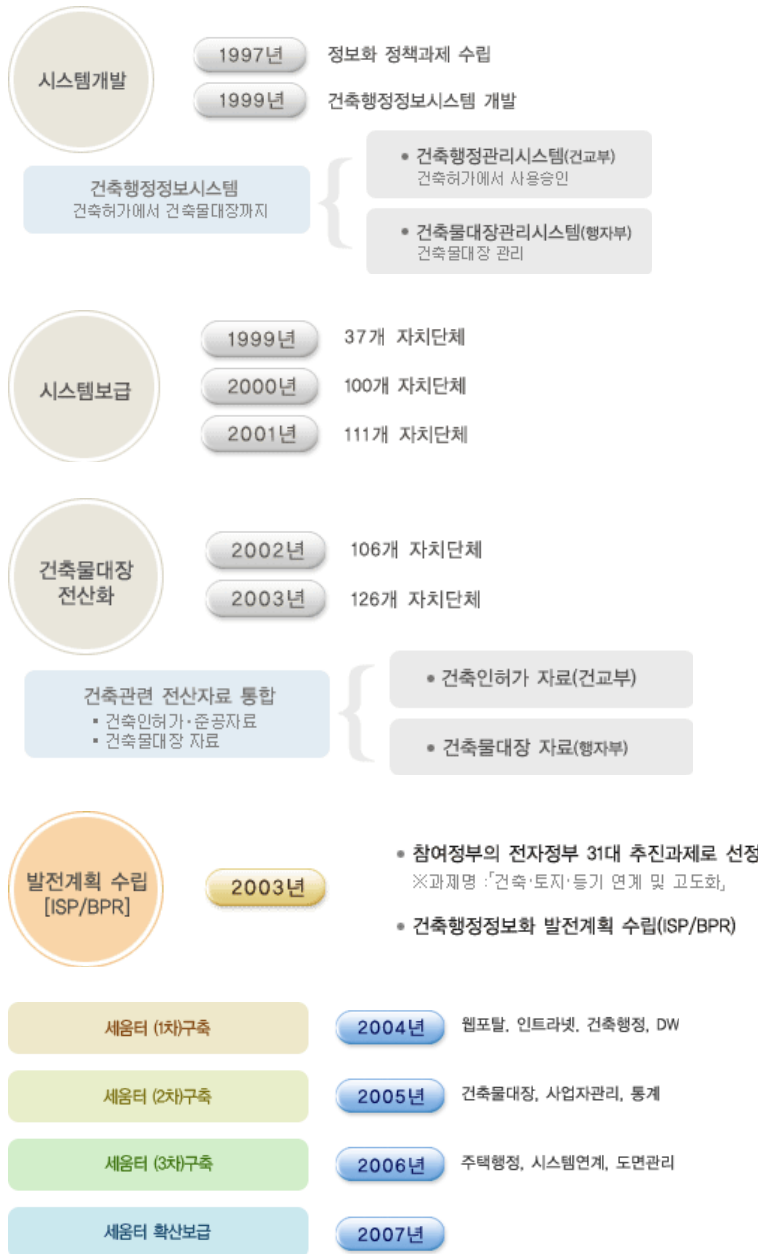 시스템개발
1997년 정보화 정책과제 수립
1999년 건축행정정보시스템 개발
건축행정정보시스템
건축허가에서 건축물대장까지
• 건축행정관리시스템(건교부)
건축허가에서 사용승인
• 건축물대장관리시스템(행자부)
건축물대장 관리
시스템보급
1999년 37개 자치단체
2000년 100개 자치단체
2001년 111개 자치단체
건축물대장
전산화
2002년 106개 자치단체
2003년 126개 자치단체
건축관련 전산자료 통합
▪ 건축인허가·준공자료
▪ 건축물대장 자료
• 건축인허가 자료(건교부)
• 건축물대장 자료(행자부)
발전계획 수립
[ISP/BPR]
2003년
• 참여정부의 전자정부 31대 추진과제로 선정
※과제명 :「건축·토지·등기 연계 및 고도화」
• 건축행정정보화 발전계획 수립(ISP/BPR)
세움터 (1차)구축 2004년 웹포탈, 인트라넷, 건축행정, DW
세움터 (2차)구축 2005년 건축물대장, 사업자관리, 통계
세움터 (3차)구축 2006년 주택행정, 시스템연계, 도면관리
세움터 확산보급 2007년